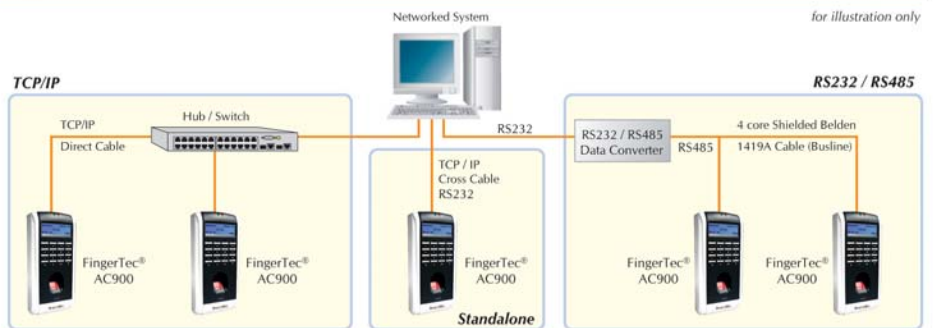 Networked System
for illustration only
TCP/IP
RS232 / RS485
Hub / Switch
TCP/IP
Direct Cable
RS232
RS232 / RS485
Data Converter
RS485
4 core Shielded Belden
1419A Cable (Busline)
TCP / IP
Cross Cable
RS232
FingerTec®
AC900
FingerTec®
AC900
FingerTec®
AC900
FingerTec®
AC900
FingerTec®
AC900
Standalone